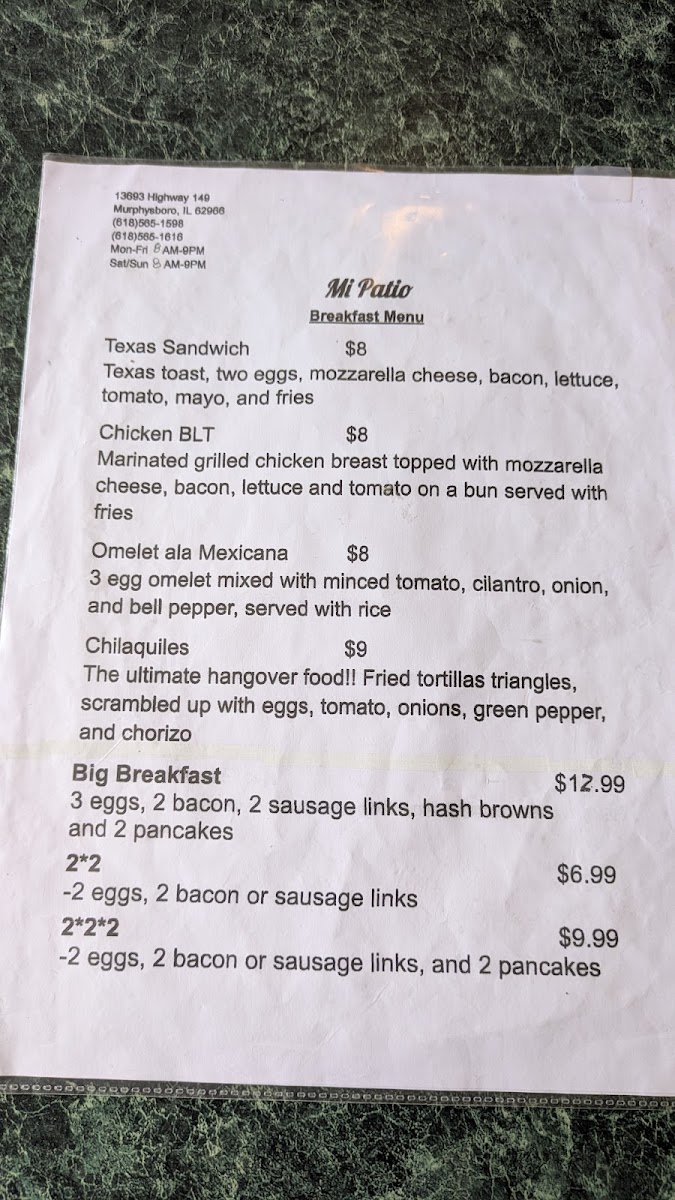 13693 Highway 149
Murphysboro, IL 62966
(618)565-1598
(618)565-1616
Mon-Fri 8 AM-9PM
Sat/Sun 8 AM-9PM
Mi Patio
Breakfast Menu
Texas Sandwich $8
Texas toast, two eggs, mozzarella cheese, bacon, lettuce,
tomato, mayo, and fries
Chicken BLT $8
Marinated grilled chicken breast topped with mozzarella
cheese, bacon, lettuce and tomato on a bun served with
fries
Omelet ala Mexicana $8
3 egg omelet mixed with minced tomato, cilantro, onion,
and bell pepper, served with rice
Chilaquiles $9
The ultimate hangover food!! Fried tortillas triangles,
scrambled up with eggs, tomato, onions, green pepper,
and chorizo
Big Breakfast $12.99
3 eggs, 2 bacon, 2 sausage links, hash browns
and 2 pancakes
2*2 $6.99
-2 eggs, 2 bacon or sausage links
2*2*2 $9.99
-2 eggs, 2 bacon or sausage links, and 2 pancakes